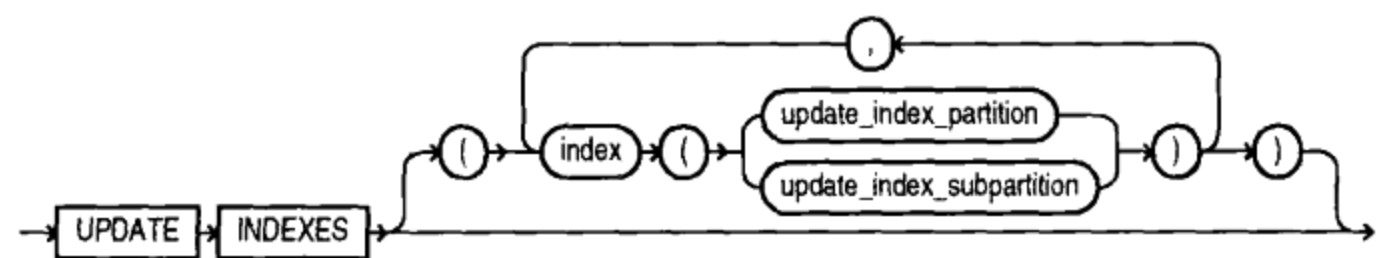 ,
update_index_partition
( index ( ) )
update_index_subpartition
UPDATE INDEXES